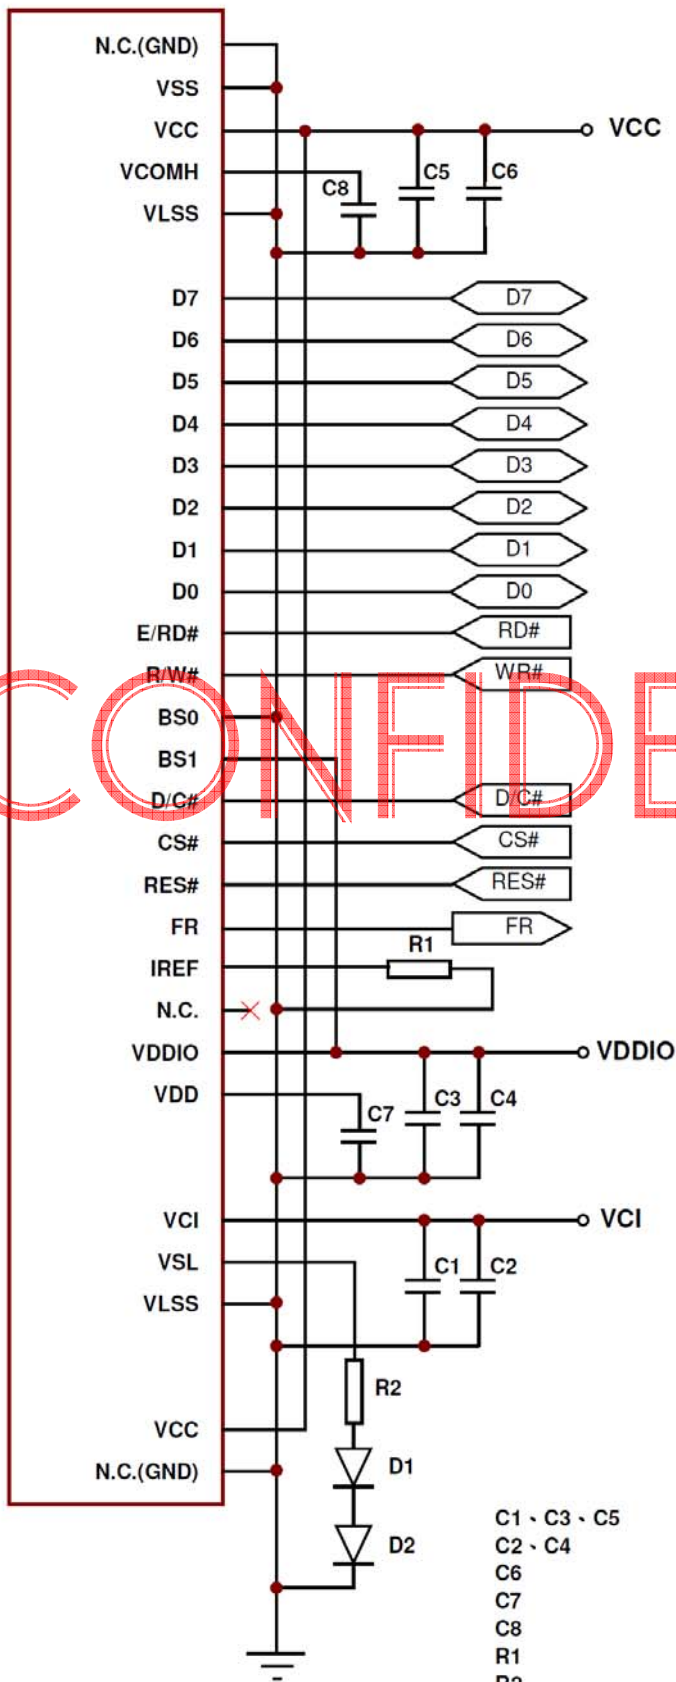 N.C.(GND)
VSS
VCC VCC
VCOMH
C8 C5 C6
VLSS
D7 D7
D6 D6
D5 D5
D4 D4
D3 D3
D2 D2
D1 D1
D0 D0
E/RD# RD#
R/W# WR#
BS0
CONFIDE
BS1
D/C# D/C#
CS# CS#
RES# RES#
FR FR
R1
IREF
N.C.
VDDIO VDDIO
VDD
C7 C3 C4
VCI VCI
VSL C1 C2
VLSS
R2
VCC
N.C.(GND) D1
D2
C1、C3、C5
C2、C4
C6
C7
C8
R1
R2